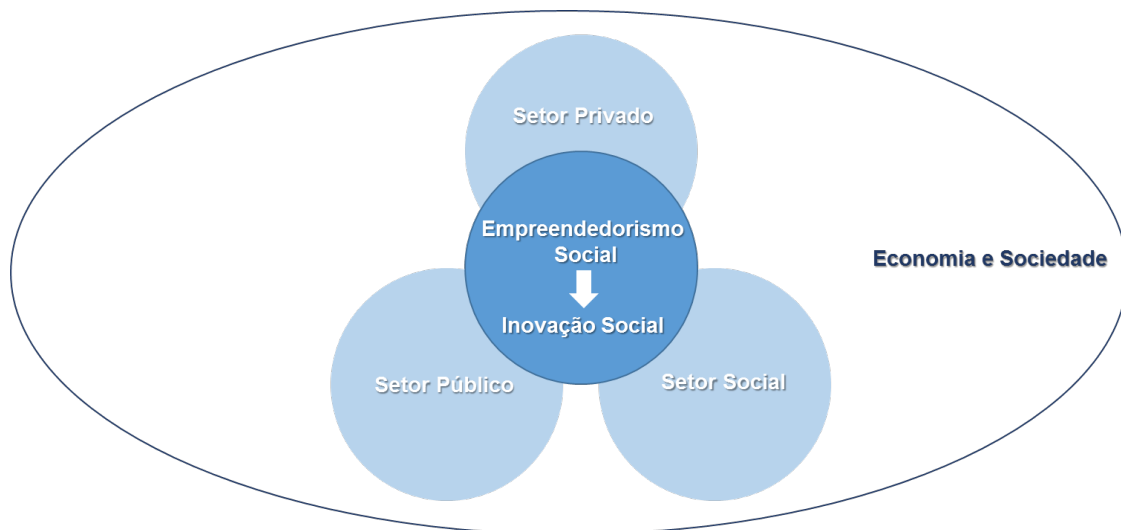 Setor Privado
Empreendedorismo
Social
Economia e Sociedade
Inovação Social
Setor Público
Setor Social